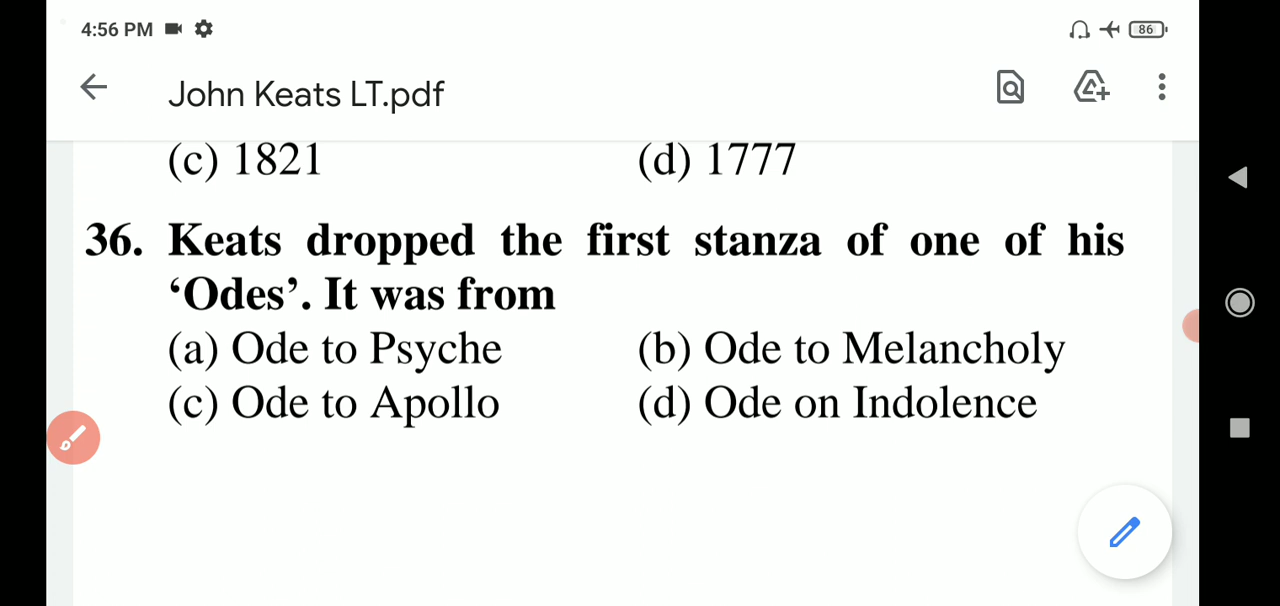 4:56 PM 86
John Keats LT.pdf
(c) 1821 (d) 1777
36. Keats dropped the first stanza of one of his
‘Odes’. It was from
(a) Ode to Psyche (b) Ode to Melancholy
(c) Ode to Apollo (d) Ode on Indolence